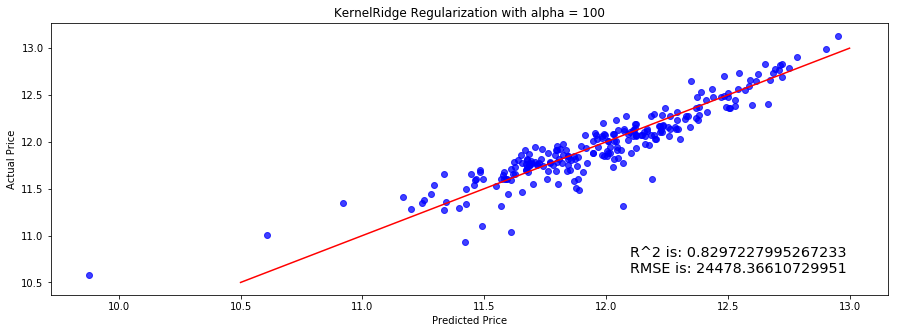 KernelRidge Regularization with alpha = 100
13.0
12.5
12.0
11.5
11.0
10.5
Actual Price
R^2 is: 0.8297227995267233
RMSE is: 24478.36610729951
10.0 10.5 11.0 11.5 12.0 12.5 13.0
Predicted Price